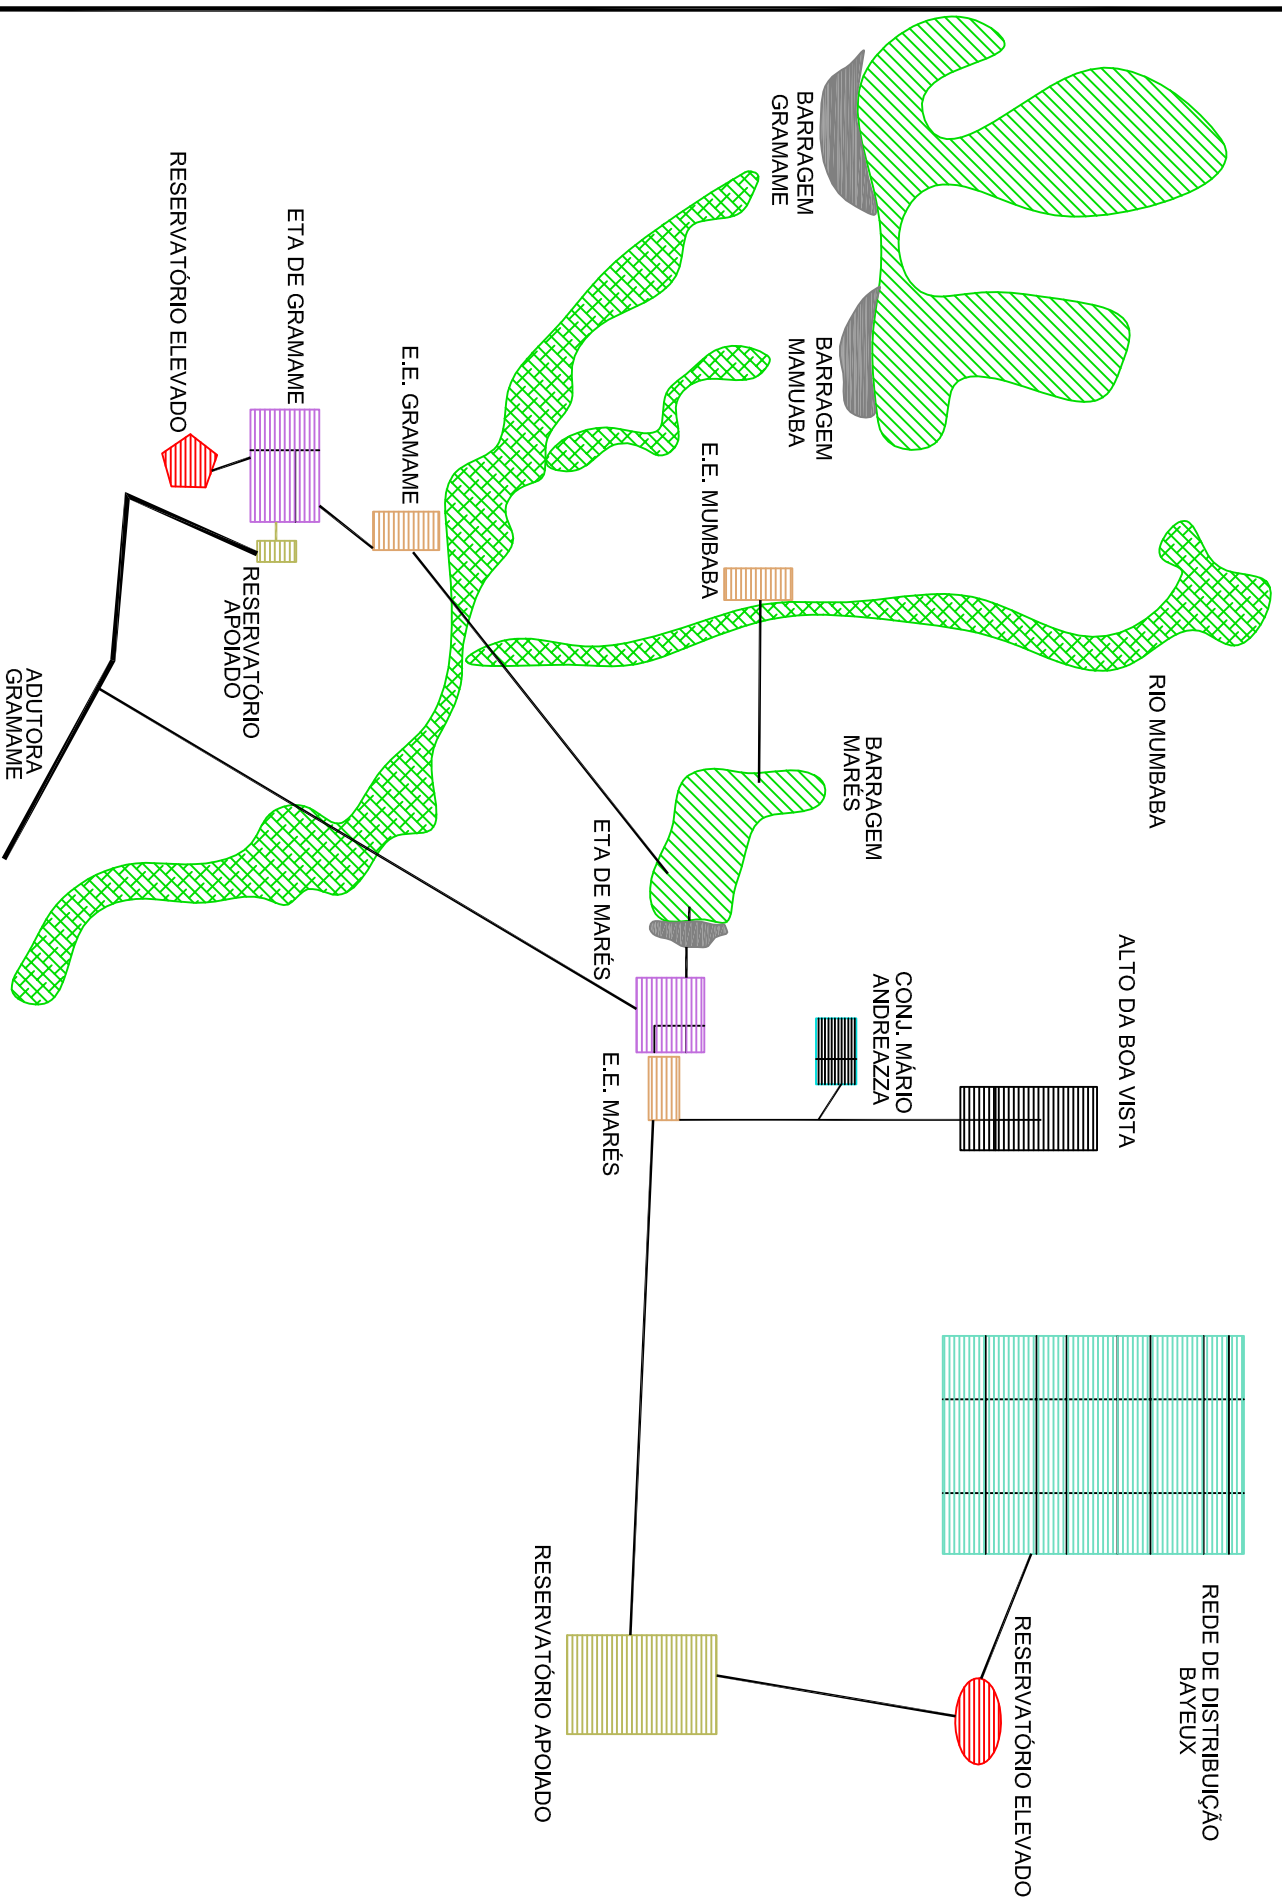 BARRAGEM
GRAMAME
BARRAGEM
MAMUABA
RIO MUMBABA
E.E. MUMBABA
E.E. GRAMAME
ETA DE GRAMAME
RESERVATÓRIO ELEVADO
RESERVATÓRIO
APOIADO
ADUTORA
GRAMAME
BARRAGEM
MARÉS
ETA DE MARÉS
E.E. MARÉS
CONJ. MÁRIO
ANDREAZZA
ALTO DA BOA VISTA
REDE DE DISTRIBUIÇÃO
BAYEUX
RESERVATÓRIO ELEVADO
RESERVATÓRIO APOIADO